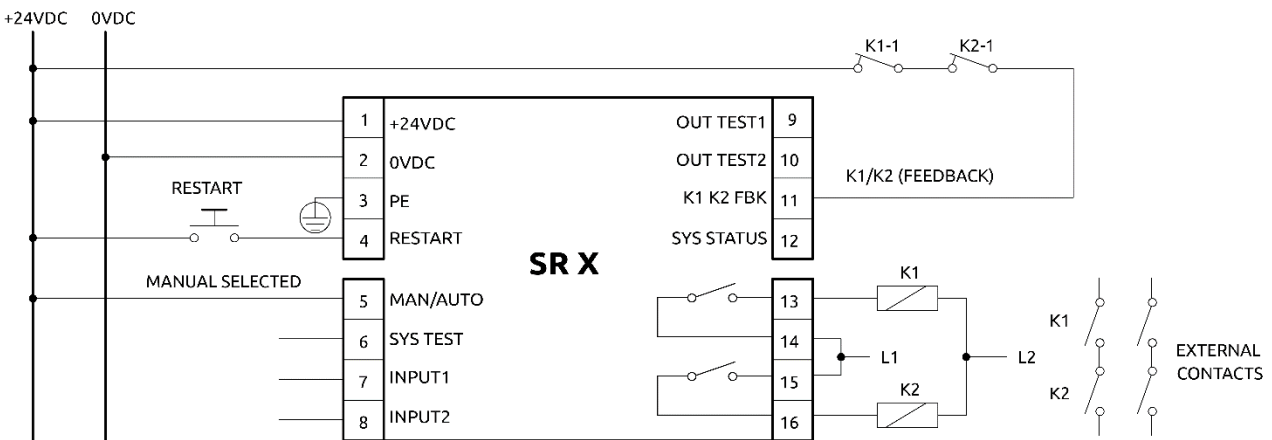 +24VDC 0VDC
K1-1 K2-1
1 +24VDC OUT TEST1 9
2 0VDC OUT TEST2 10
K1/K2 (FEEDBACK)
RESTART
3 PE K1 K2 FBK 11
4 RESTART SYS STATUS 12
SR X
MANUAL SELECTED
K1
5 MAN/AUTO 13
6 SYS TEST 14
L1 L2
7 INPUT1 15
K2
8 INPUT2 16
K1
K2
EXTERNAL
CONTACTS